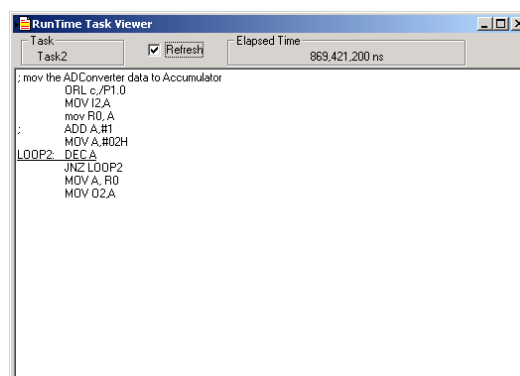 RunTime Task Viewer
Task
Task2
Refresh
Elapsed Time
869,421,200 ns
; mov the ADConverter data to Accumulator
ORL c,/P1.0
MOV I2,A
mov R0, A
; ADD A,#1
MOV A,#02H
LOOP2: DEC A
JNZ LOOP2
MOV A, R0
MOV O2,A